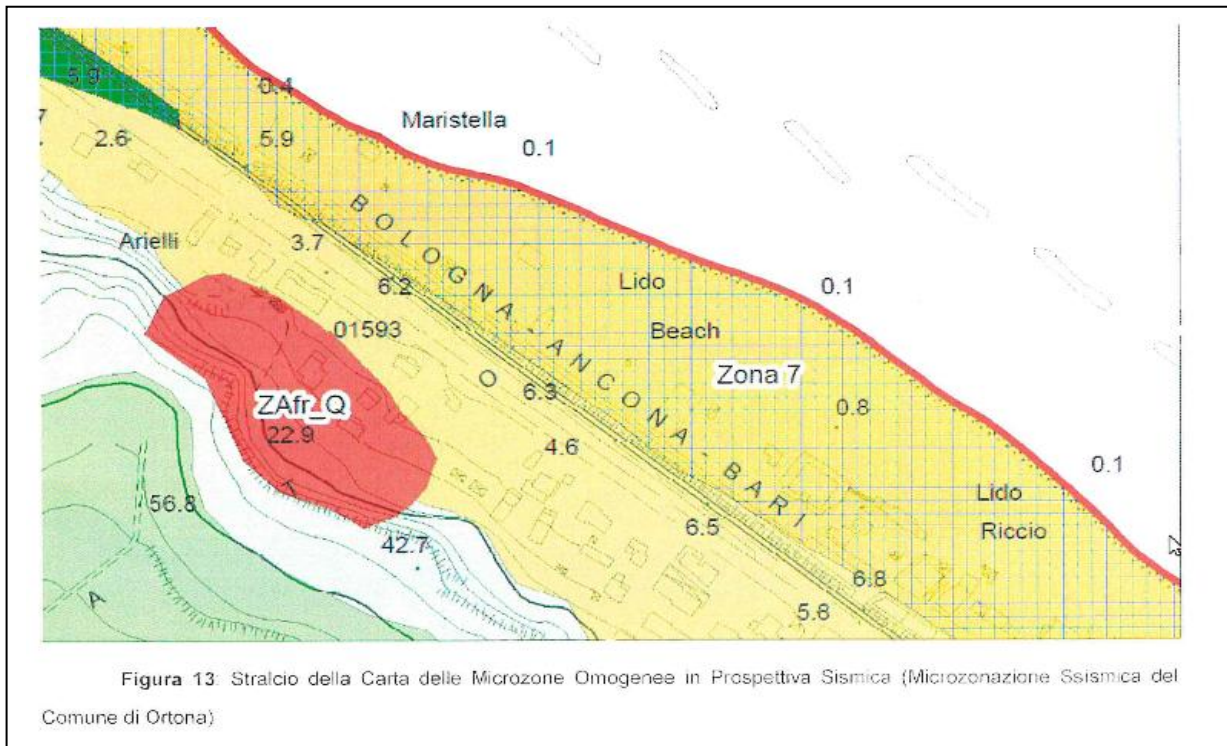 5.9
0.4
2.6
5.9
Maristella
0.1
BOLOGNA-ANCONA-BARI
Arielli
3.7
6.2
Lido
0.1
01593
Beach
O
6.3
Zona 7
ZAfr_Q
0.8
22.9
4.6
0.1
56.8
T
6.5
Lido
Riccio
42.7
6.8
A
5.8
Figura 13: Stralcio della Carta delle Microzone Omogenee in Prospettiva Sismica (Microzonazione Ssismica del
Comune di Ortona)